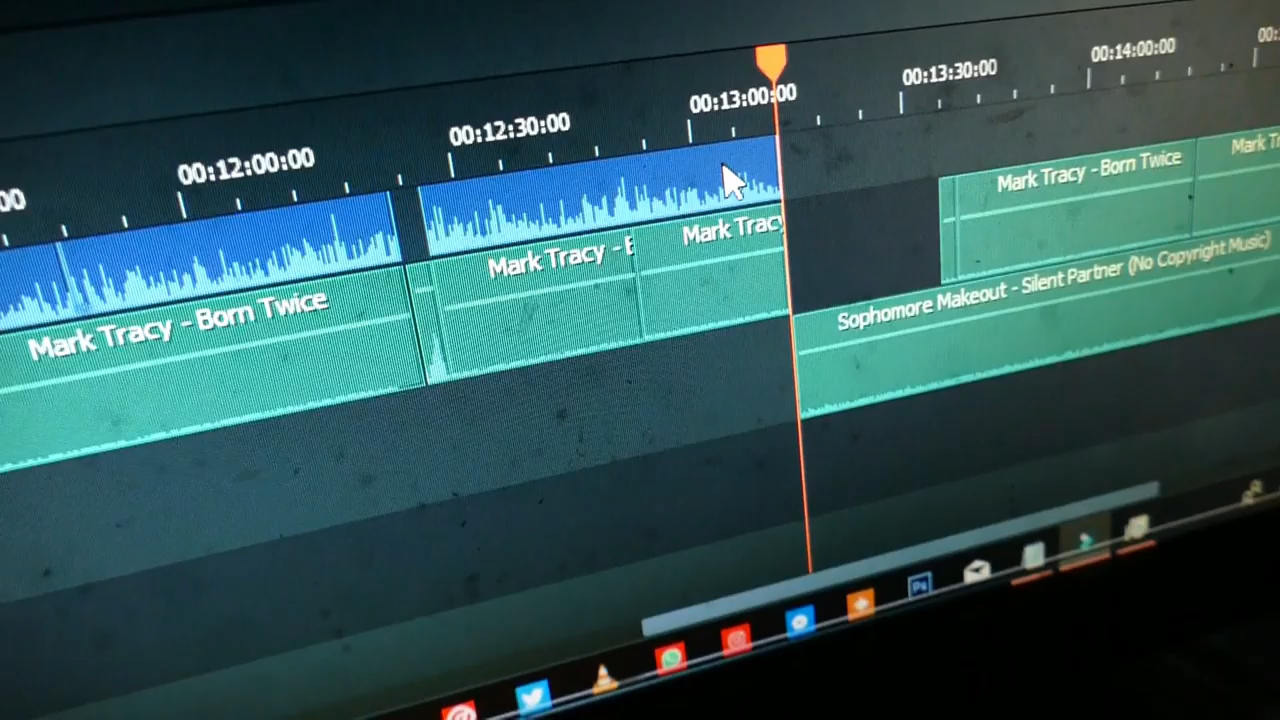 00
00:12:00:00
00:12:30:00
00:13:00:00
00:13:30:00
00:14:00:00
00:
Mark Tracy - Born Twice
Mark Tracy -
Mark Tracy
Mark Tracy - Born Twice
Mark
Sophomore Makeout - Silent Partner (No Copyright Music)
Ps